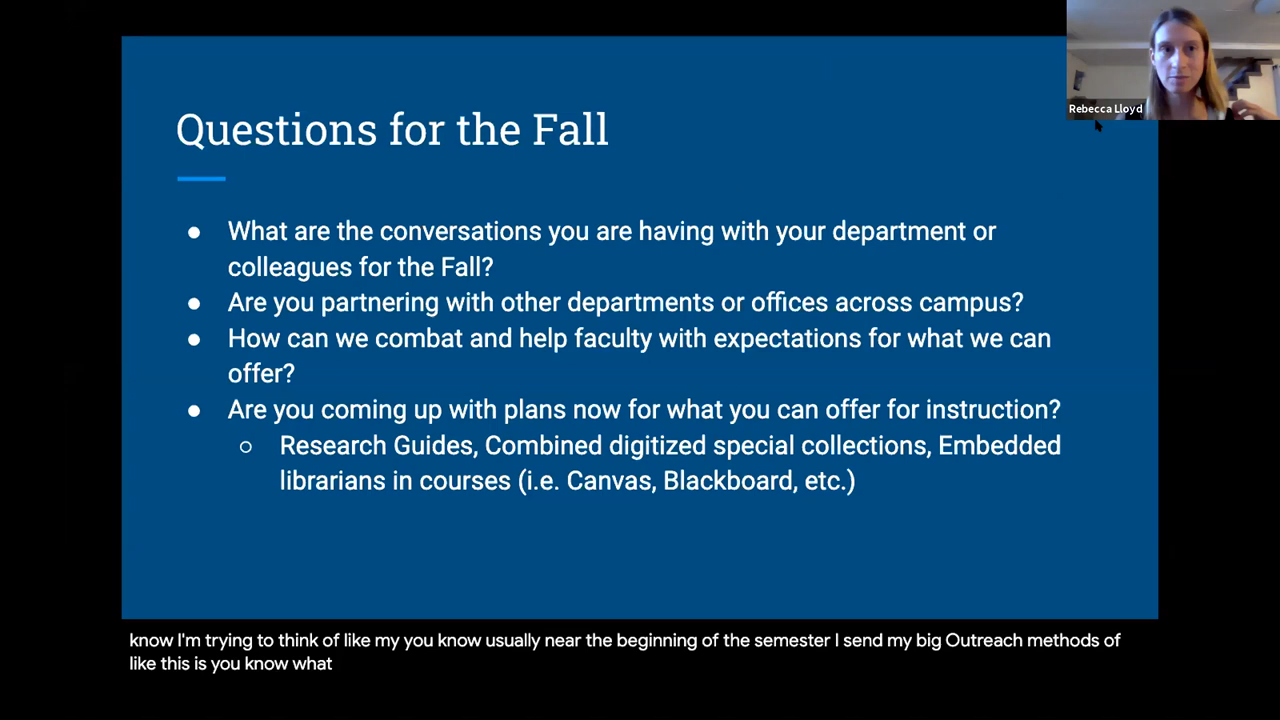 Rebecca Lloyd
Questions for the Fall
● What are the conversations you are having with your department or
colleagues for the Fall?
● Are you partnering with other departments or offices across campus?
● How can we combat and help faculty with expectations for what we can
offer?
● Are you coming up with plans now for what you can offer for instruction?
○ Research Guides, Combined digitized special collections, Embedded
librarians in courses (i.e. Canvas, Blackboard, etc.)
know I'm trying to think of like my you know usually near the beginning of the semester I send my big Outreach methods of
like this is you know what